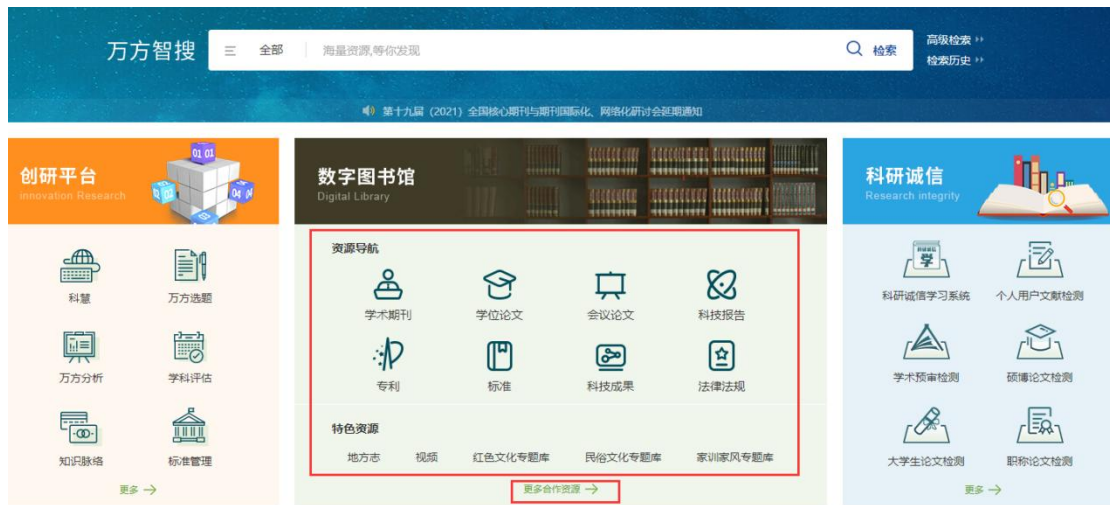 万方智搜 三 全部 海量资源,等你发现 检索 高级检索
检索历史
第十九届 (2021) 全国核心期刊与期刊国际化、网络化研讨会延期通知
创研平台
innovation Research
01 01
04 04
科慧 万方选题
万方分析 学科评估
知识脉络 标准管理
更多 →
数字图书馆
Digital Library
资源导航
学术期刊 学位论文 会议论文 科技报告
专利 标准 科技成果 法律法规
特色资源
地方志 视频 红色文化专题库 民俗文化专题库 家训家风专题库
更多合作资源 →
科研诚信
Research integrity
学
科研诚信学习系统 个人用户文献检测
学术预审检测 硕博论文检测
大学生论文检测 职称论文检测
更多 →